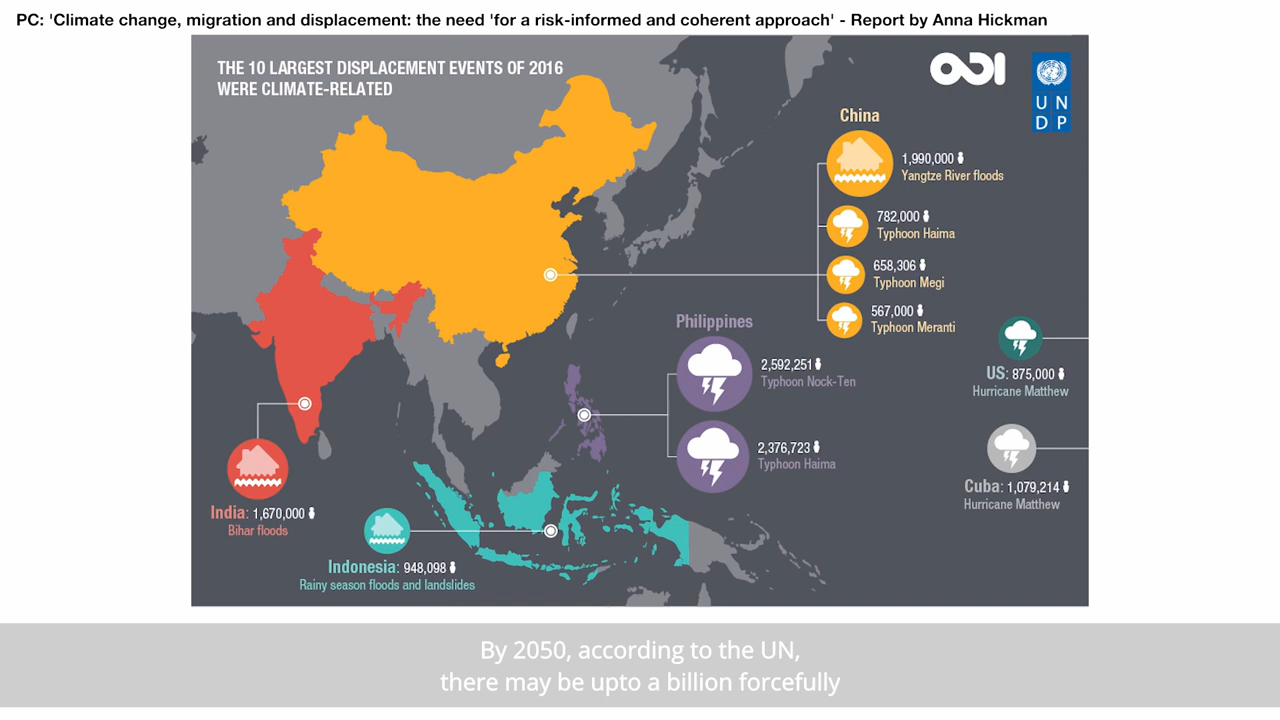 PC: 'Climate change, migration and displacement: the need 'for a risk-informed and coherent approach' - Report by Anna Hickman
THE 10 LARGEST DISPLACEMENT EVENTS OF 2016
WERE CLIMATE-RELATED
ODI
U N
D P
China
1,990,000
Yangtze River floods
782,000
Typhoon Haima
658,306
Typhoon Megi
567,000
Typhoon Meranti
Philippines
2,592,251
Typhoon Nock-Ten
2,376,723
Typhoon Haima
US: 875,000
Hurricane Matthew
Cuba: 1,079,214
Hurricane Matthew
India: 1,670,000
Bihar floods
Indonesia: 948,098
Rainy season floods and landslides
By 2050, according to the UN,
there may be upto a billion forcefully